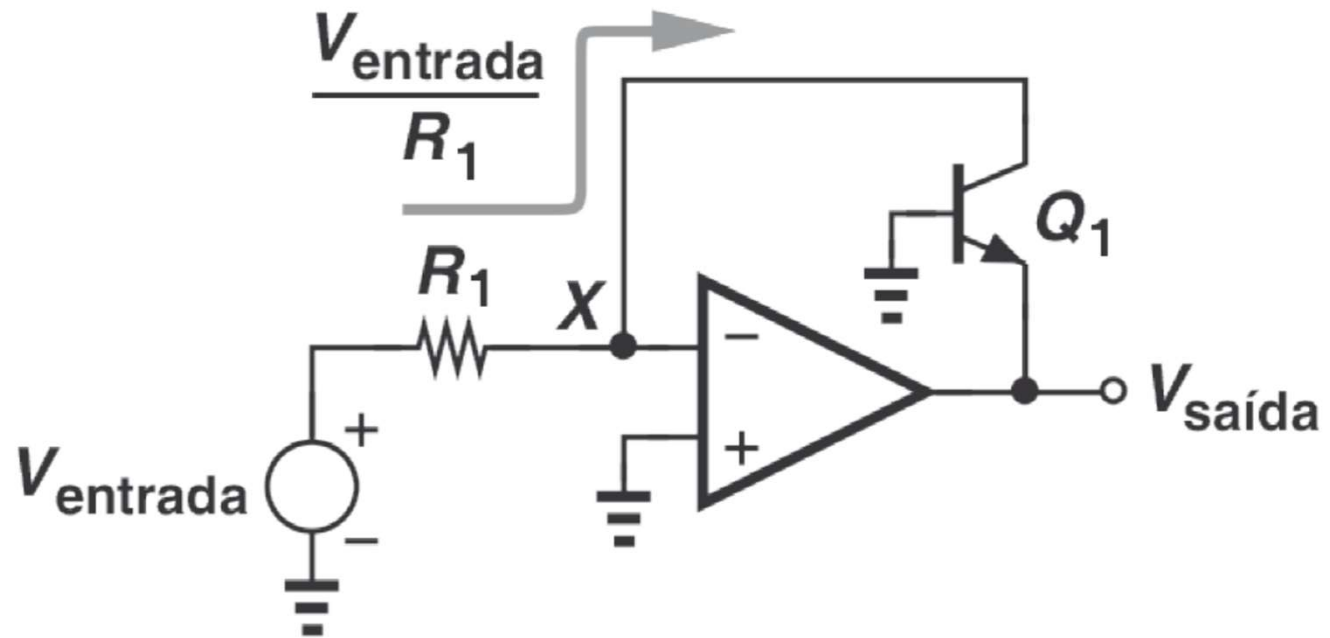 V entrada
R 1
R 1
X
Q 1
−
+
+
V entrada
−
V saída